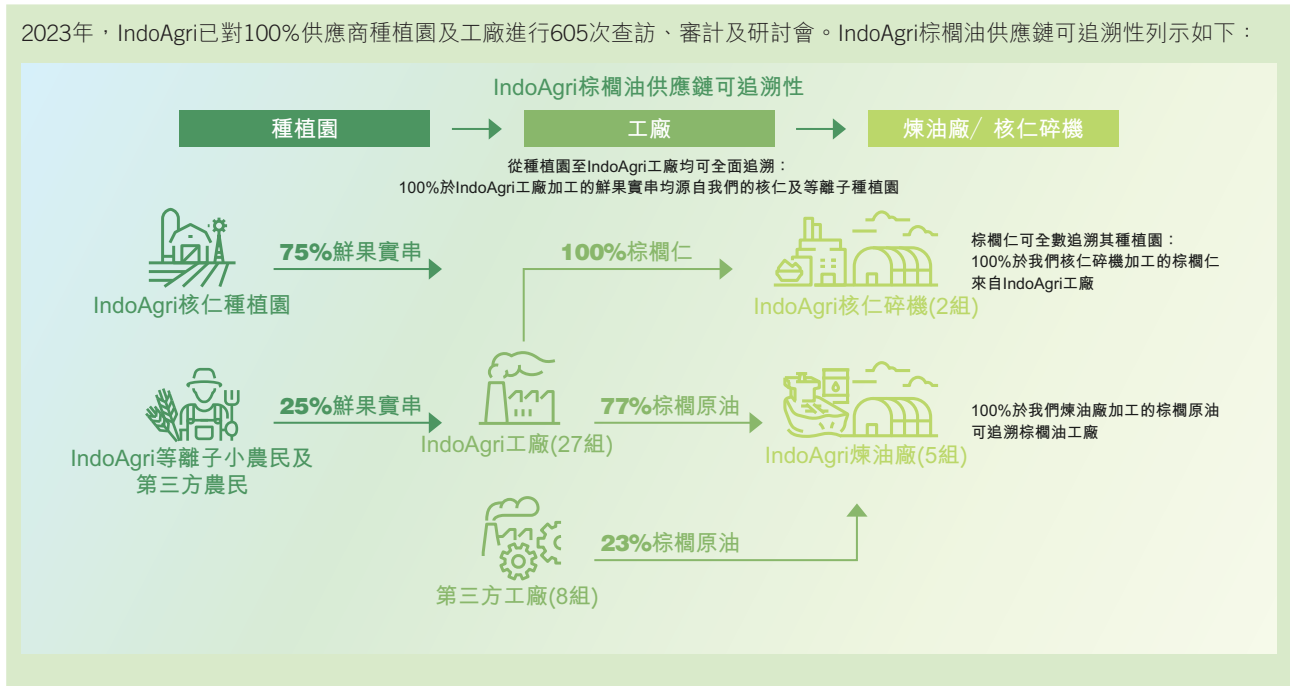 2023年，IndoAgri已對100%供應商種植園及工廠進行605次查訪、審計及研討會。IndoAgri棕櫚油供應鏈可追溯性列示如下：
IndoAgri棕櫚油供應鏈可追溯性
種植園
工廠
煉油廠/ 核仁碎機
從種植園至IndoAgri工廠均可全面追溯：
100%於IndoAgri工廠加工的鮮果實串均源自我們的核仁及等離子種植園
75%鮮果實串
100%棕櫚仁
棕櫚仁可全數追溯其種植園：
100%於我們核仁碎機加工的棕櫚仁
來自IndoAgri工廠
IndoAgri核仁種植園
IndoAgri核仁碎機(2組)
25%鮮果實串
77%棕櫚原油
100%於我們煉油廠加工的棕櫚原油
可追溯棕櫚油工廠
IndoAgri工廠(27組)
IndoAgri煉油廠(5組)
IndoAgri等離子小農民及
第三方農民
23%棕櫚原油
第三方工廠(8組)